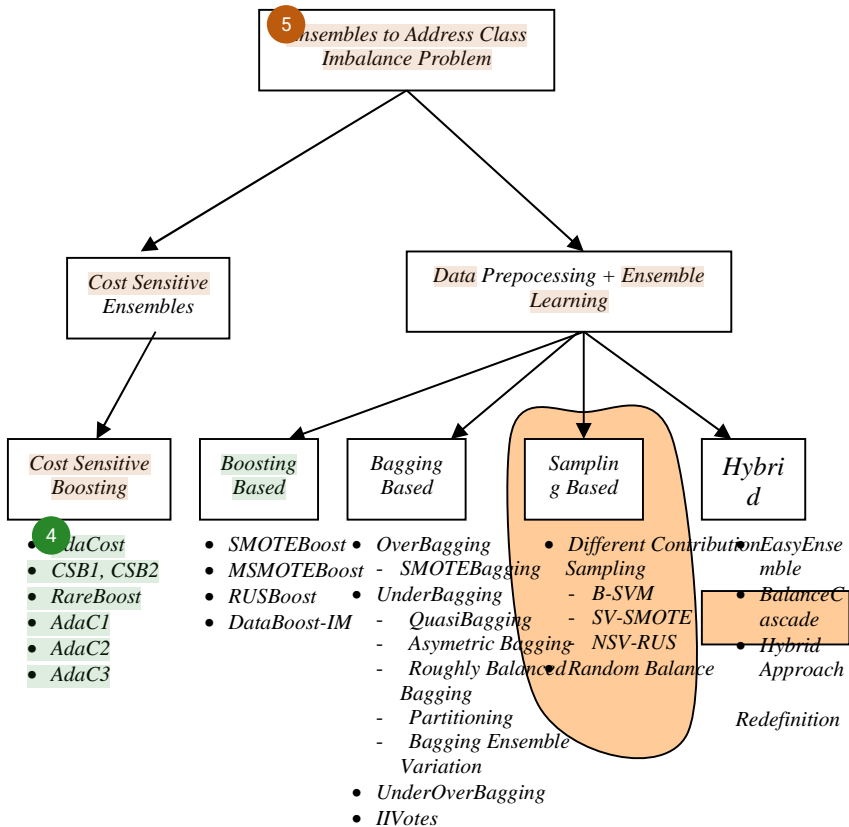 5
Ensembles to Address Class
Imbalance Problem
Cost Sensitive
Ensembles
Data Prepocessing + Ensemble
Learning
Cost Sensitive
Boosting
Boosting
Based
Bagging
Based
Samplin
g Based
Hybri
d
4
• AdaCost
• CSB1, CSB2
• RareBoost
• AdaC1
• AdaC2
• AdaC3
• SMOTEBoost
• MSMOTEBoost
• RUSBoost
• DataBoost-IM
• OverBagging
- SMOTEBagging
• UnderBagging
- QuasiBagging
- Asymetric Bagging
- Roughly Balanced
Bagging
- Partitioning
- Bagging Ensemble
Variation
• UnderOverBagging
• IIVotes
• Different Contribution
Sampling
- B-SVM
- SV-SMOTE
- NSV-RUS
• Random Balance
• EasyEnse
mble
• BalanceC
ascade
• Hybrid
Approach
Redefinition